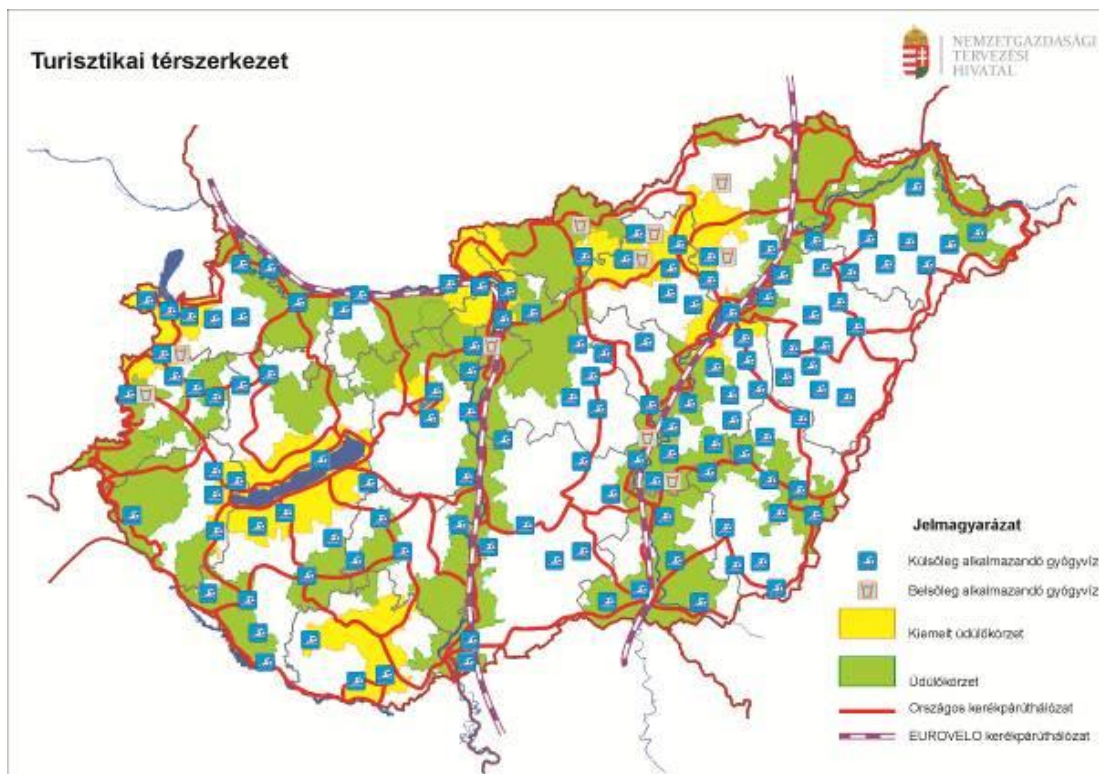 Turisztikai térszerkezet
NEMZETGAZDASÁGI
TERVEZÉSI
HIVATAL
Jelmagyarázat
Külsőleg alkalmazandó gyógyvíz
Belsőleg alkalmazandó gyógyvíz
Kiemelt üdülőkörzet
Üdülőkörzet
Országos kerékpárúthálózat
EUROVELO kerékpárúthálózat